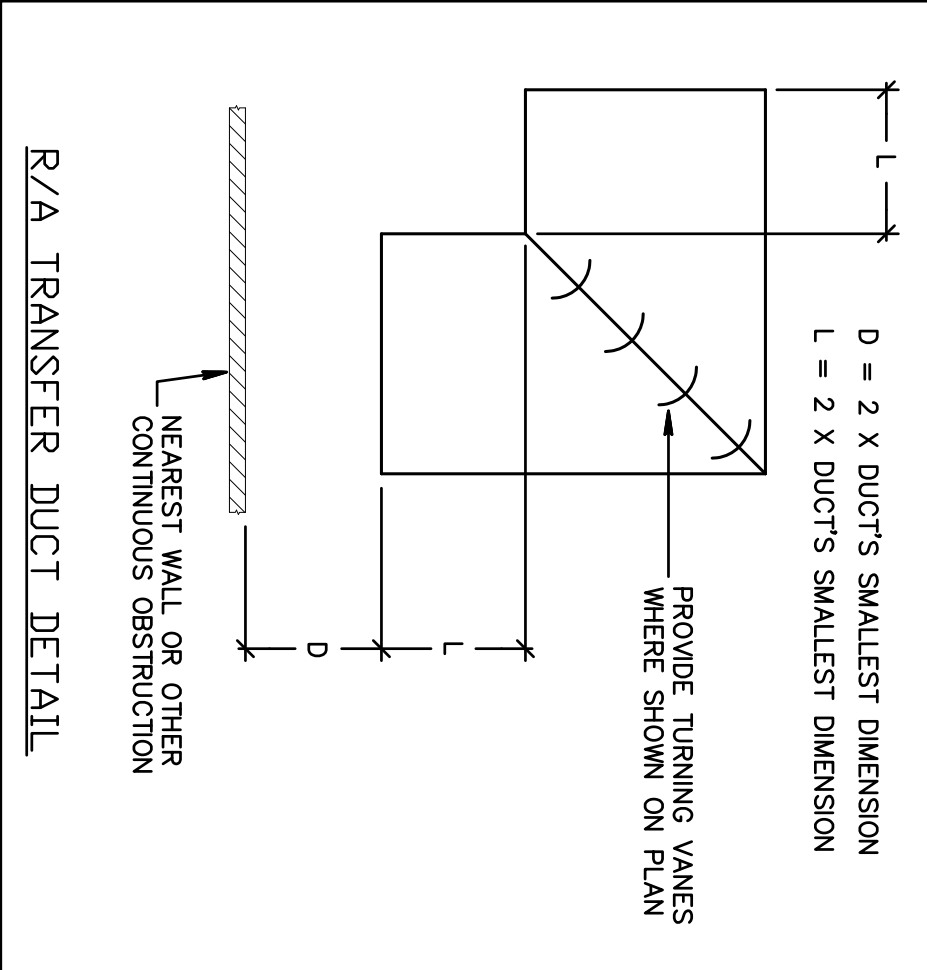 L
D = 2 X DUCT'S SMALLEST DIMENSION
L = 2 X DUCT'S SMALLEST DIMENSION
PROVIDE TURNING VANES
WHERE SHOWN ON PLAN
L
D
NEAREST WALL OR OTHER
CONTINUOUS OBSTRUCTION
R/A TRANSFER DUCT DETAIL